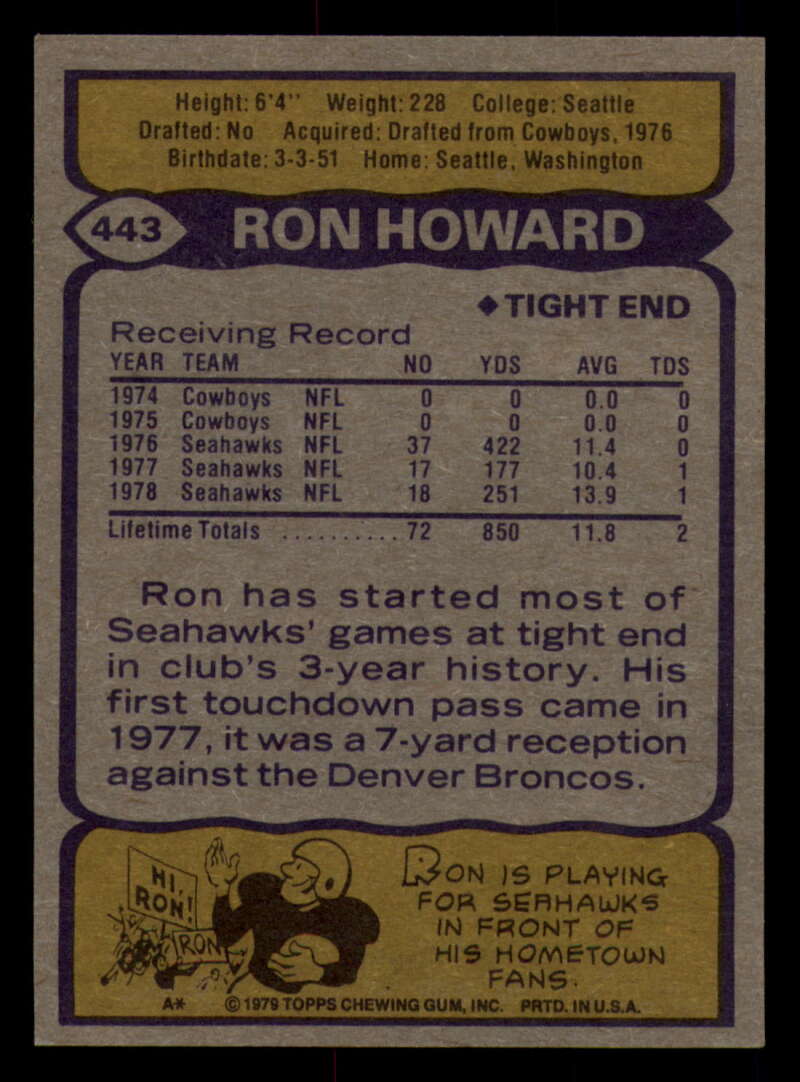 Height: 6'4" Weight: 228 College: Seattle
Drafted: No Acquired: Drafted from Cowboys, 1976
Birthdate: 3-3-51 Home: Seattle, Washington
443 RON HOWARD
◆TIGHT END
Receiving Record
YEAR TEAM NO YDS AVG TDS
1974 Cowboys NFL 0 0 0.0 0
1975 Cowboys NFL 0 0 0.0 0
1976 Seahawks NFL 37 422 11.4 0
1977 Seahawks NFL 17 177 10.4 1
1978 Seahawks NFL 18 251 13.9 1
Lifetime Totals .......... 72 850 11.8 2
Ron has started most of
Seahawks' games at tight end
in club's 3-year history. His
first touchdown pass came in
1977, it was a 7-yard reception
against the Denver Broncos.
HI,
RON!
RON
RON IS PLAYING
FOR SEAHAWKS
IN FRONT OF
HIS HOMETOWN
FANS.
A* © 1979 TOPPS CHEWING GUM, INC. PRTD. IN U.S.A.